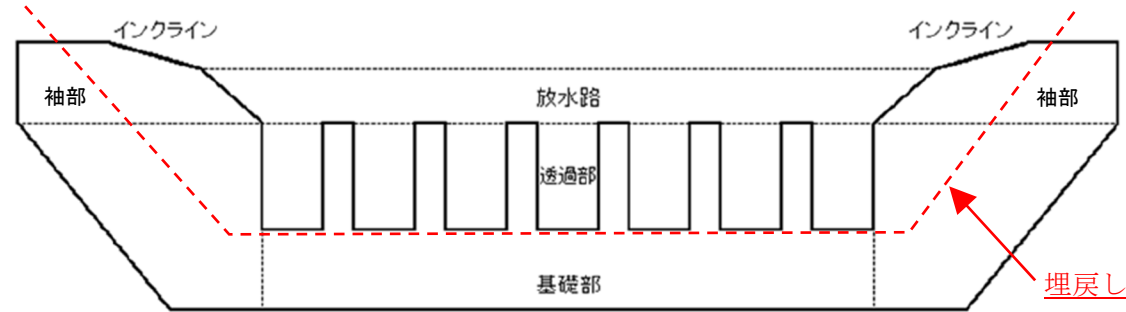 インクライン
インクライン
袖部
放水路
袖部
透過部
基礎部
埋戻し